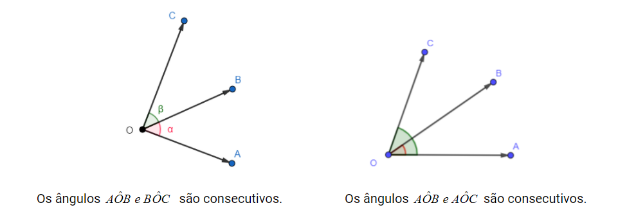 C
B
β
O
α
A
C
B
A
O
Os ângulos AÔB e BÔC são consecutivos.
Os ângulos AÔB e AÔC são consecutivos.